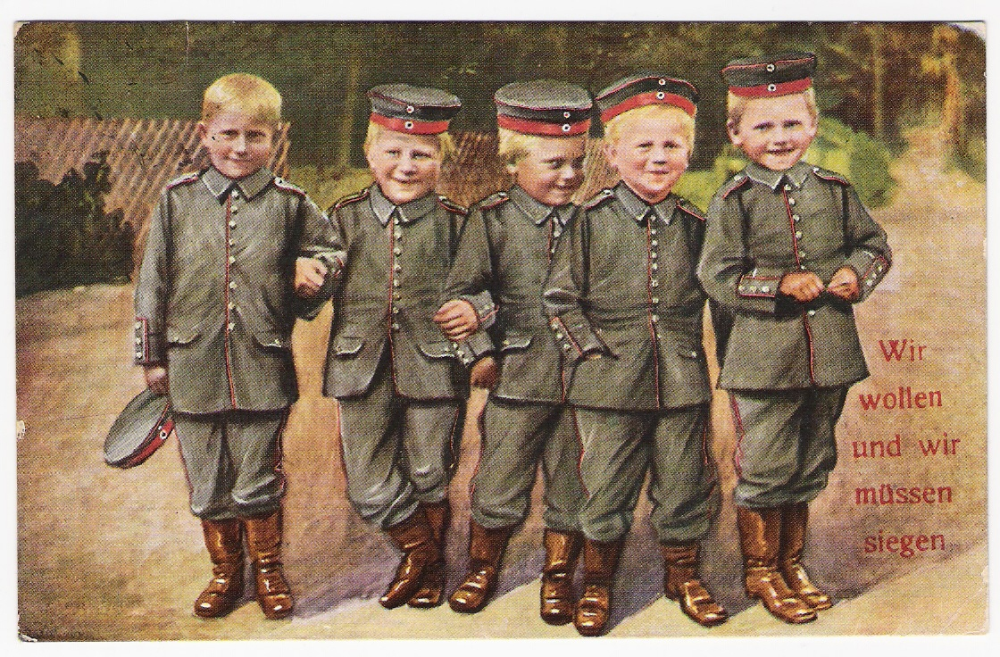 Wir
wollen
und wir
müssen
siegen